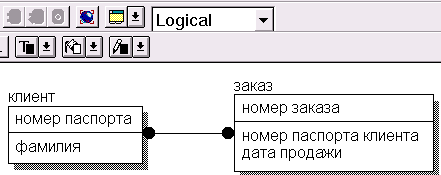 Logical
клиент
номер паспорта
фамилия
заказ
номер заказа
номер паспорта клиента
дата продажи